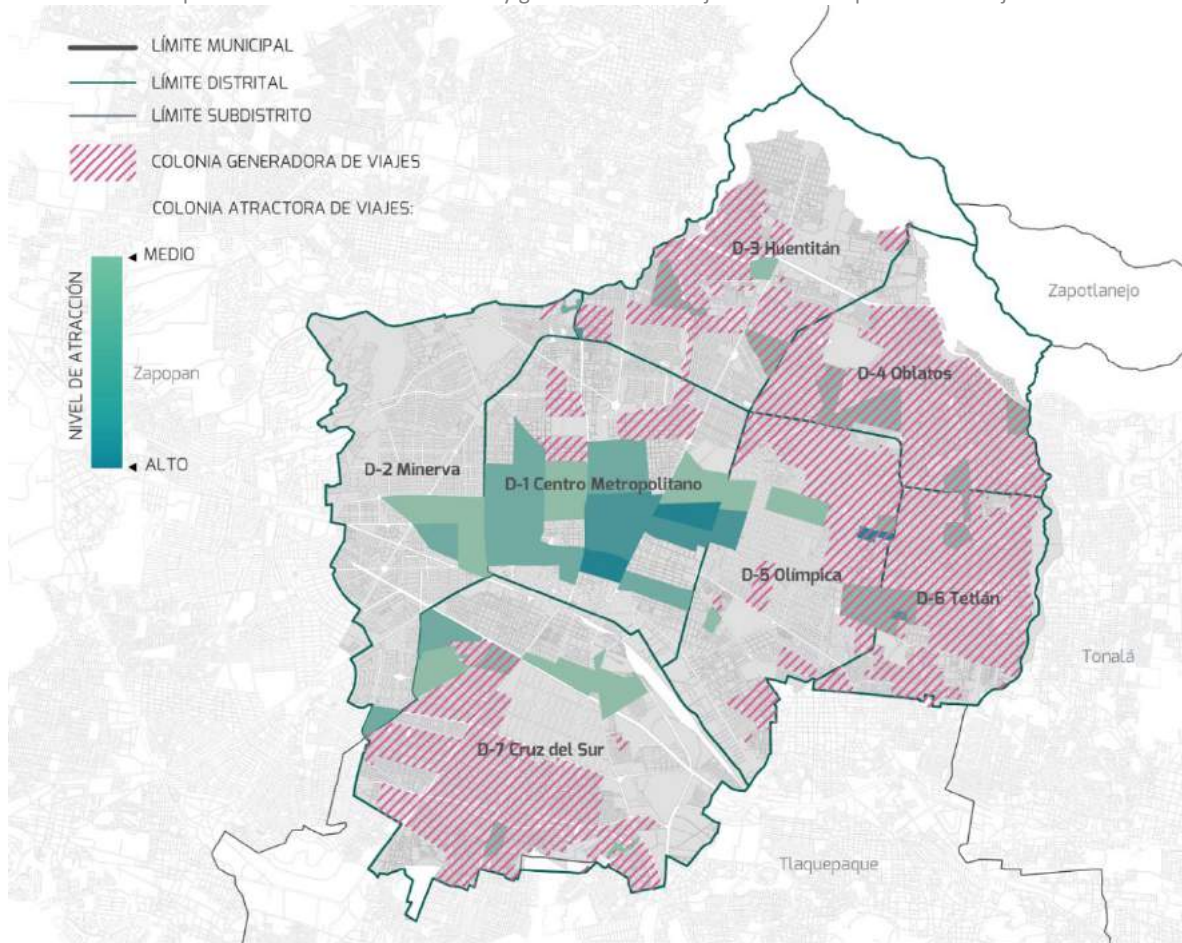 LÍMITE MUNICIPAL
LÍMITE DISTRITAL
LÍMITE SUBDISTRITO
COLONIA GENERADORA DE VIAJES
COLONIA ATRACTORA DE VIAJES:
MEDIO
NIVEL DE ATRACCIÓN
ALTO
Zapopan
D-3 Huentitán
Zapotlanejo
D-4 Oblatos
D-2 Minerva
D-1 Centro Metropolitano
D-5 Olímpica
D-6 Tetlán
Tonalá
D-7 Cruz del Sur
Tlaquepaque